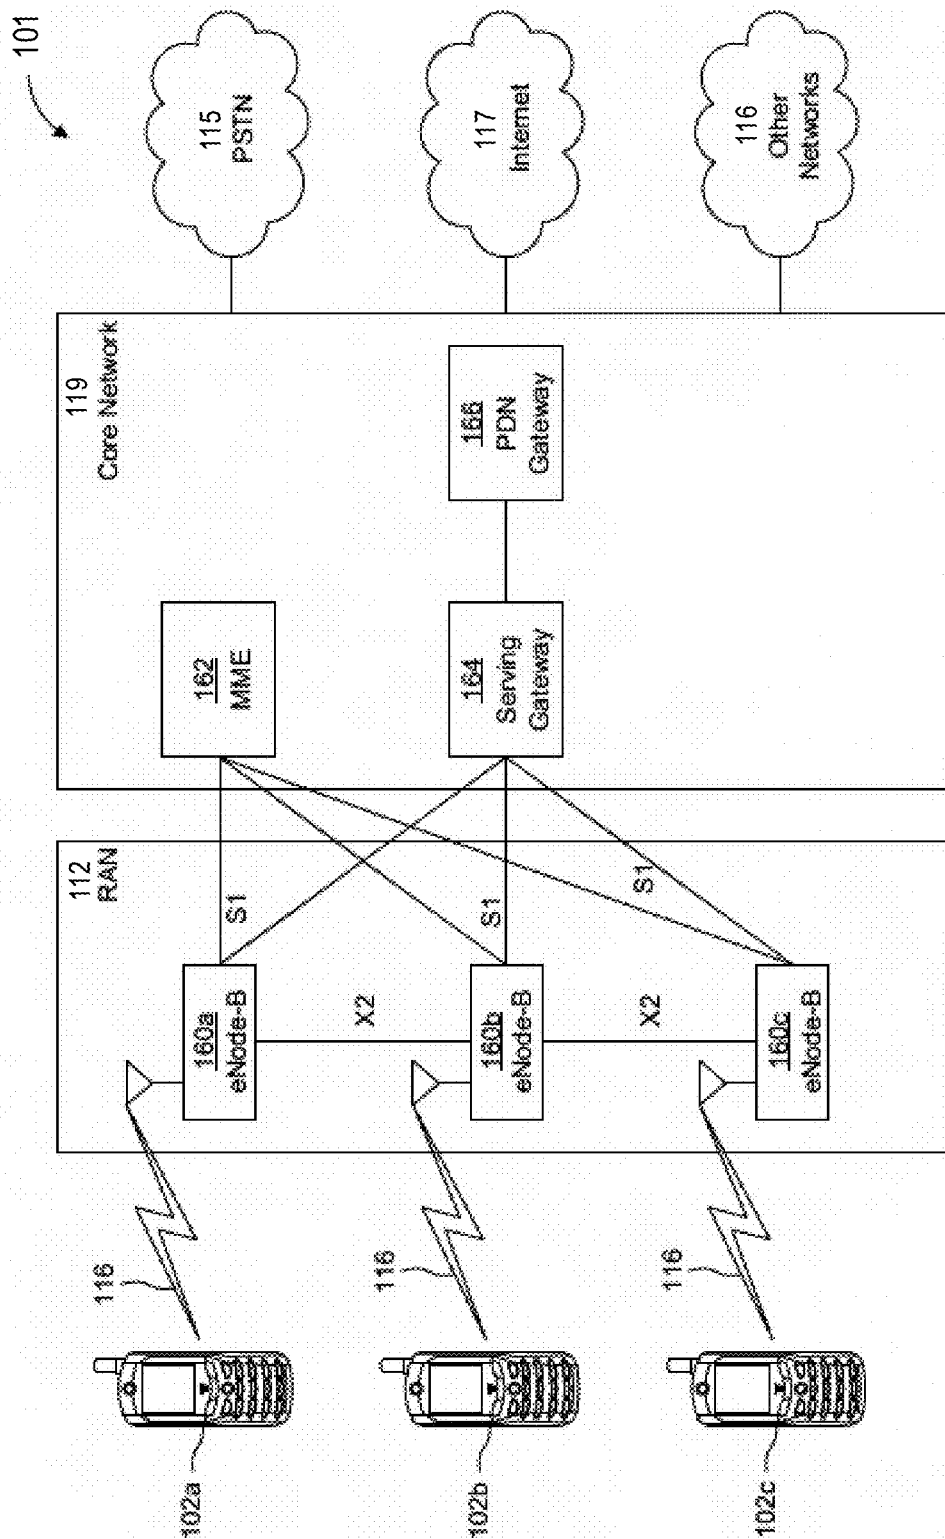 101
112
RAN
119
Core Network
116
102a
160a
eNode-B
S1
162
MME
115
PSTN
X2
116
102b
160b
eNode-B
S1
164
Serving
Gateway
166
PDN
Gateway
117
Internet
X2
S1
116
102c
160c
eNode-B
116
Other
Networks